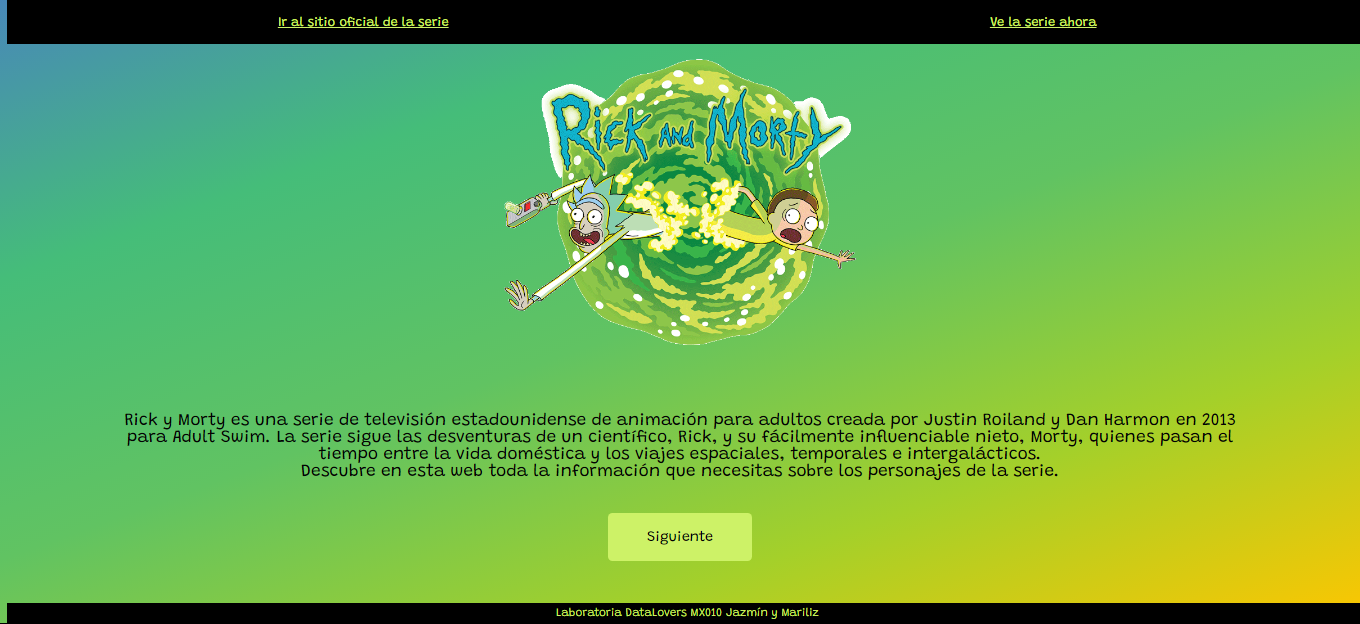 Ir al sitio oficial de la serie
Ve la serie ahora
Rick and Morty
Rick y Morty es una serie de televisión estadounidense de animación para adultos creada por Justin Roiland y Dan Harmon en 2013
para Adult Swim. La serie sigue las desventuras de un científico, Rick, y su fácilmente influenciable nieto, Morty, quienes pasan el
tiempo entre la vida doméstica y los viajes espaciales, temporales e intergalácticos.
Descubre en esta web toda la información que necesitas sobre los personajes de la serie.
Siguiente
Laboratoria DataLovers MX010 Jazmín y Mariliz